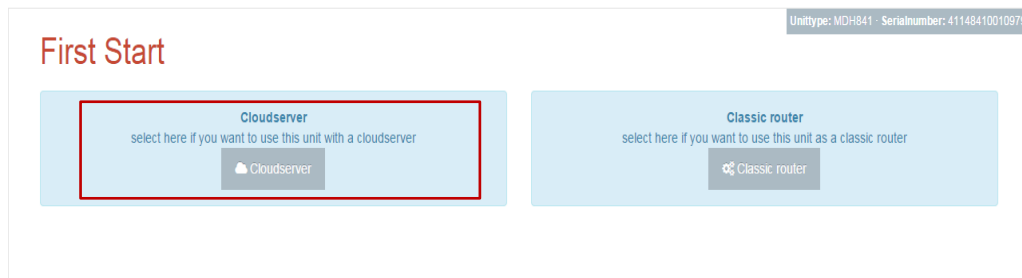 Unittype: MDH841 · Serialnumber: 4114841001097
First Start
Cloudserver
select here if you want to use this unit with a cloudserver
Cloudserver
Classic router
select here if you want to use this unit as a classic router
Classic router